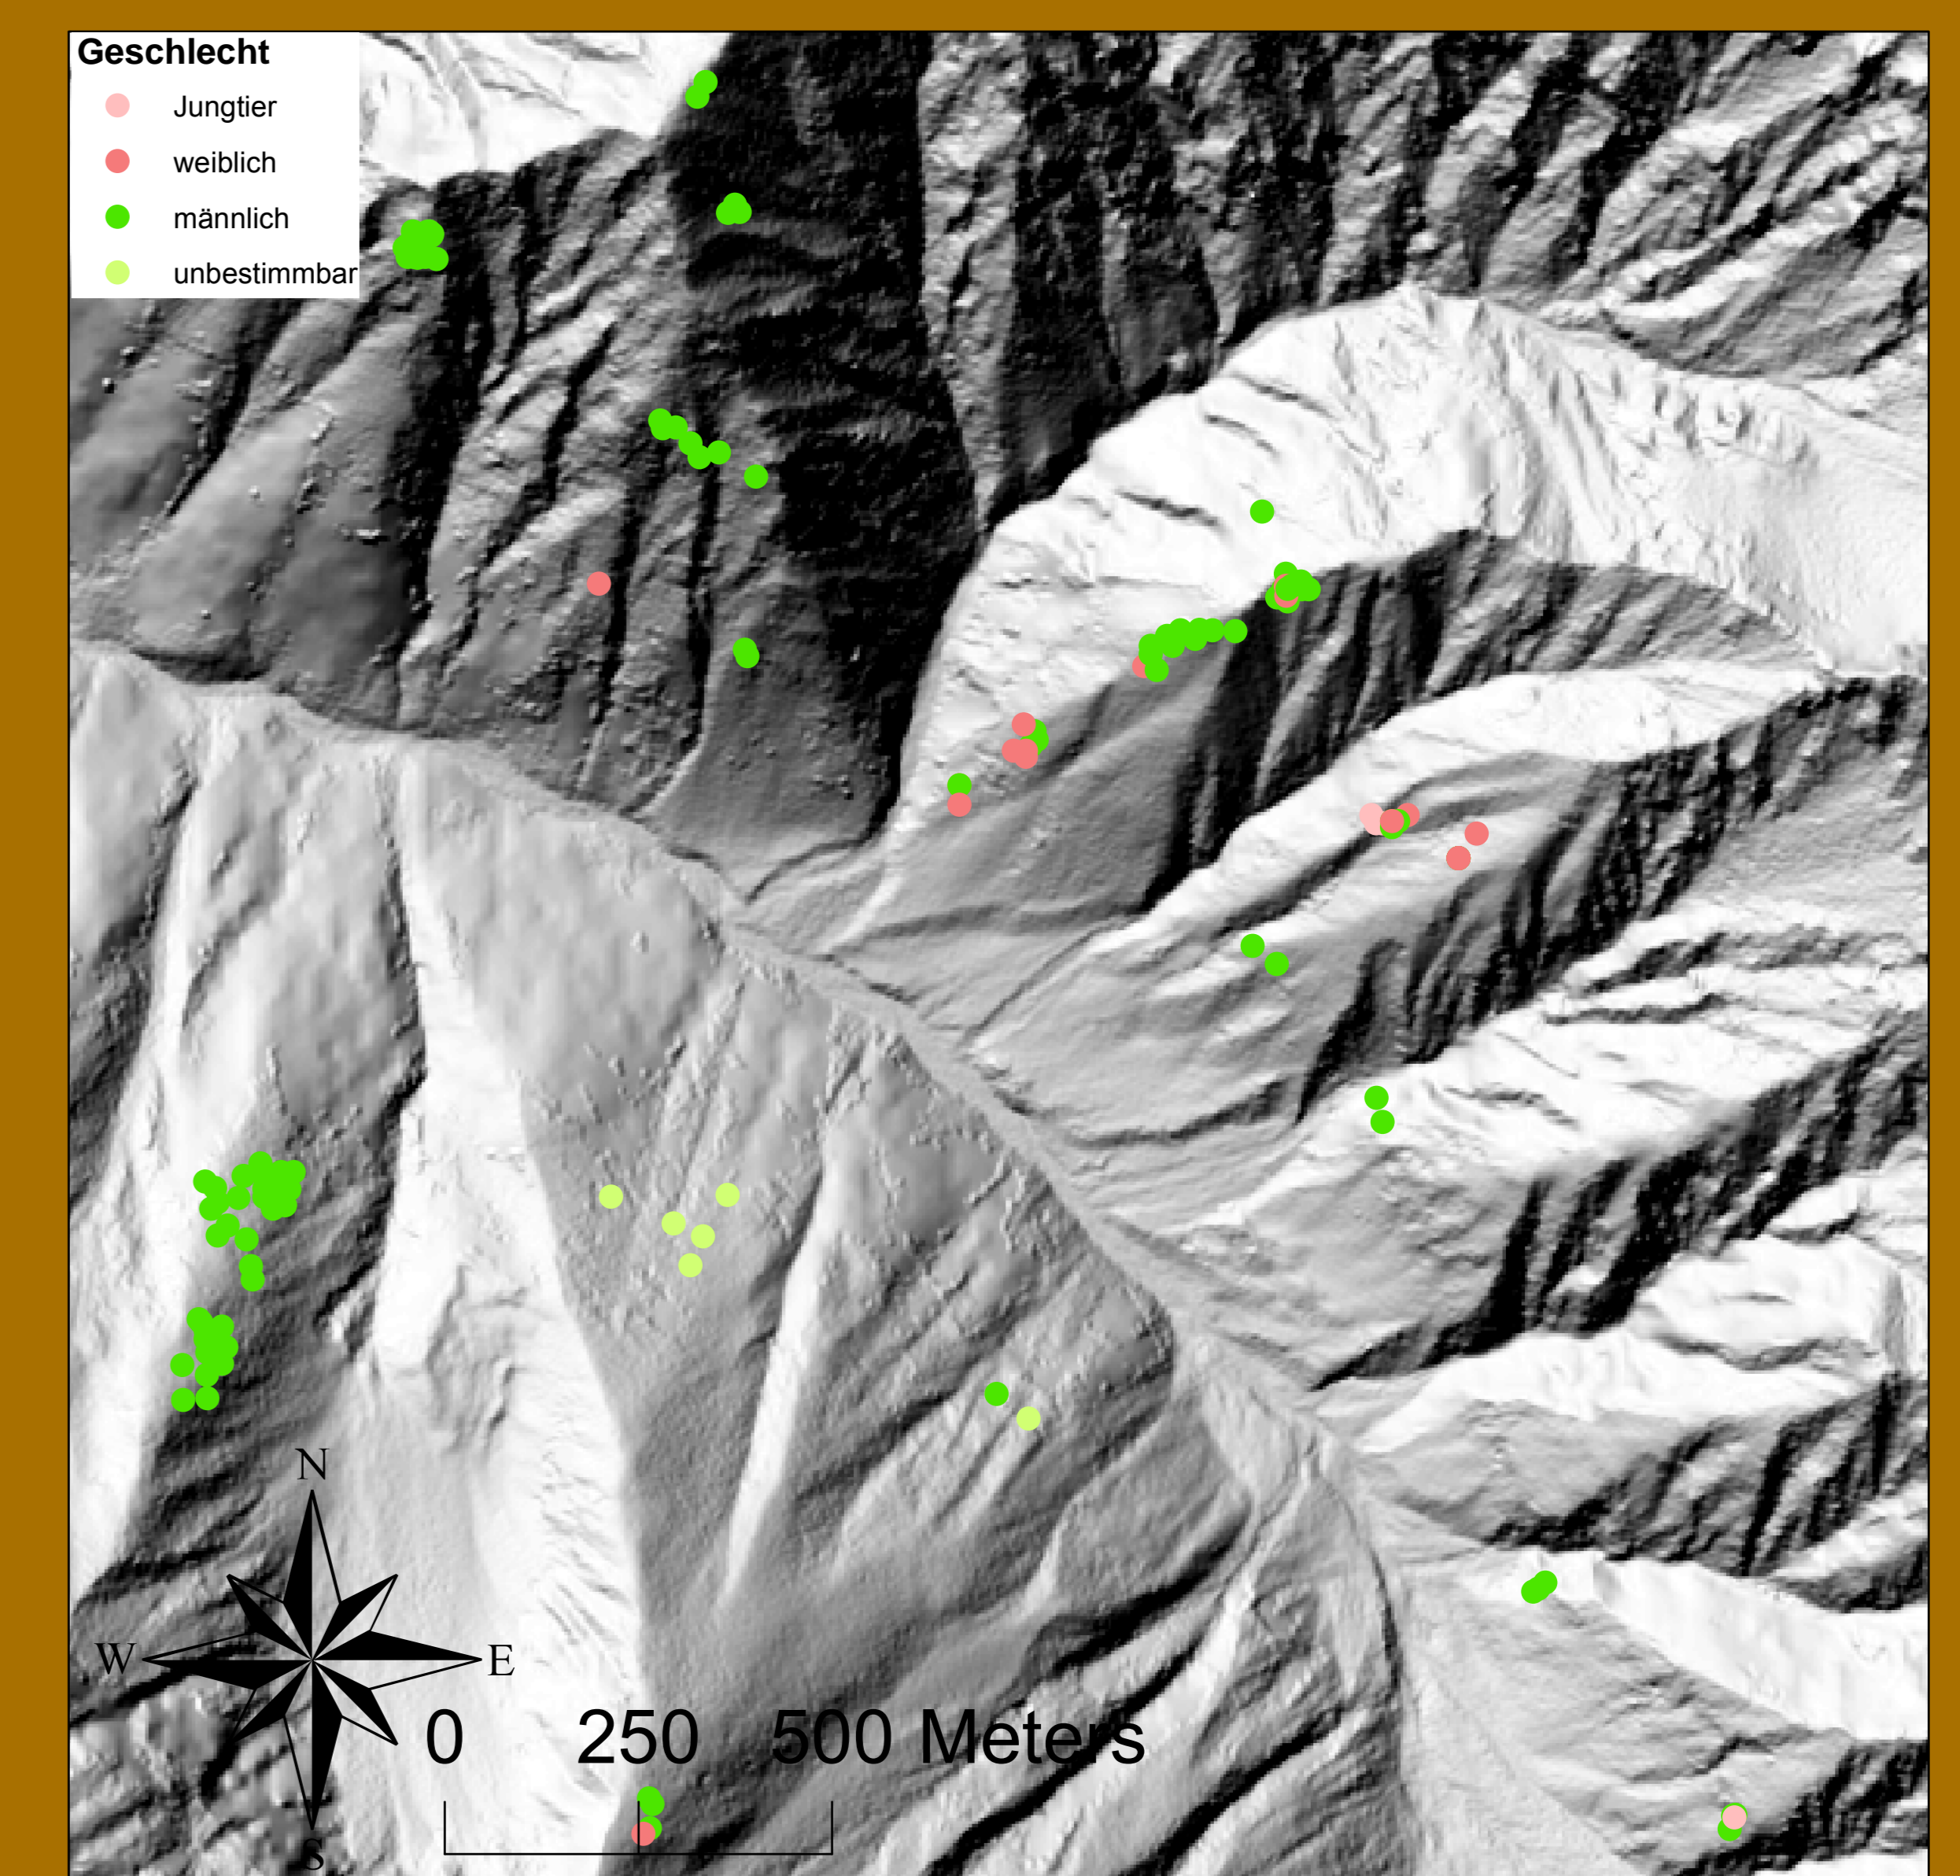 Geschlecht
Jungtier
weiblich
männlich
unbestimmbar
N
W
E
S
0 250 500 Meters